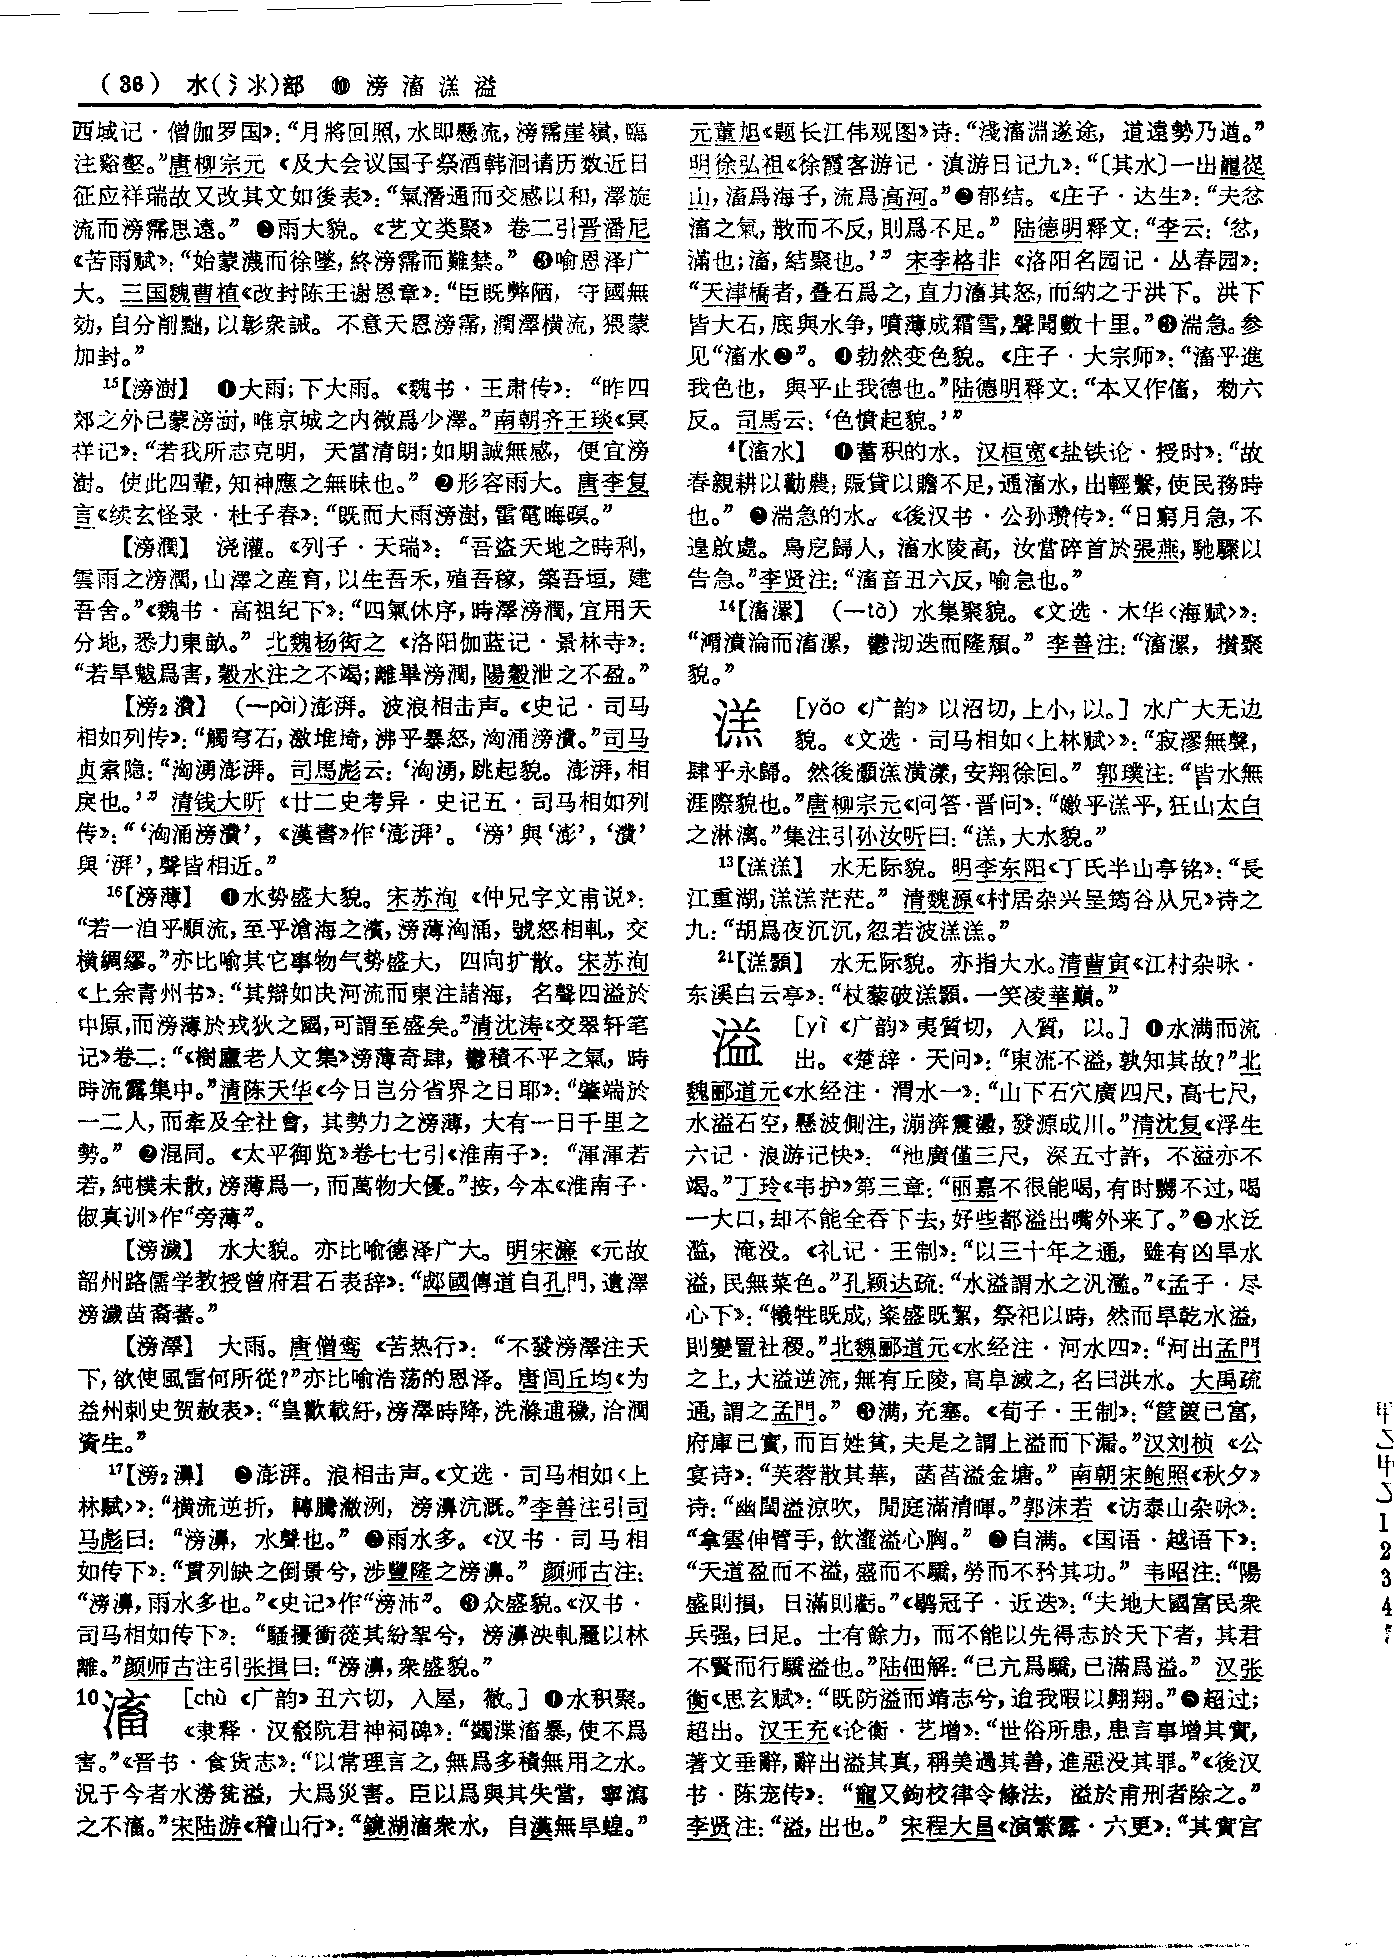 (36) 水(氵氺)部 ⑩ 滂滀渼溢
西域记·僧伽罗国》：“月將回照，水即懸流，滂霈崖嶺，臨
注谿壑。”唐柳宗元《及大会议国子祭酒韩洄请历数近日
征应祥瑞故又改其文如後表》：“氣潛通而交感以和，澤旋
流而滂霈思遠。” ❷雨大貌。《艺文类聚》卷二引晋潘尼
《苦雨赋》：“始蒙瀎而徐墜，終滂霈而難禁。” ❸喻恩泽广
大。三国魏曹植《改封陈王谢恩章》：“臣既弊陋，守國無
効，自分削黜，以彰衆誡。不意天恩滂霈，潤澤横流，猥蒙
加封。”
15【滂澍】 ❶大雨；下大雨。《魏书·王肃传》：“昨四
郊之外已蒙滂澍，唯京城之内微爲少澤。”南朝齐王琰《冥
祥记》：“若我所志克明，天當清朗；如期誠無感，便宜滂
澍。使此四輩，知神應之無昧也。” ❷形容雨大。唐李复
言《续玄怪录·杜子春》：“既而大雨滂澍，雷電晦暝。”
【滂潤】 浇灌。《列子·天瑞》：“吾盗天地之時利，
雲雨之滂潤，山澤之産育，以生吾禾，殖吾稼，築吾垣，建
吾舍。”《魏书·高祖纪下》：“四氣休序，時澤滂潤，宜用天
分地，悉力東畝。” 北魏杨衒之《洛阳伽蓝记·景林寺》：
“若旱魃爲害，穀水注之不竭；離畢滂潤，陽穀泄之不盈。”
【滂2濆】 (—pài)澎湃。波浪相击声。《史记·司马
相如列传》：“觸穹石，激堆埼，沸乎暴怒，洶涌滂濆。”司马
贞索隐：“洶湧澎湃。司馬彪云：‘洶湧，跳起貌。澎湃，相
戾也。’” 清钱大昕《廿二史考异·史记五·司马相如列
传》：“‘洶涌滂濆’，《漢書》作‘澎湃’。‘滂’與‘澎’，‘濆’
與‘湃’，聲皆相近。”
16【滂薄】 ❶水势盛大貌。宋苏洵《仲兄字文甫说》：
“若一洎乎順流，至乎滄海之濱，滂薄洶涌，號怒相軋，交
横綢繆。”亦比喻其它事物气势盛大，四向扩散。宋苏洵
《上余青州书》：“其辯如决河流而東注諸海，名聲四溢於
中原，而滂薄於戎狄之國，可謂至盛矣。”清沈涛《交翠轩笔
记》卷二：“《樹廬老人文集》滂薄奇肆，鬱積不平之氣，時
時流露集中。”清陈天华《今日岂分省界之日耶》：“肇端於
一二人，而牽及全社會，其勢力之滂薄，大有一日千里之
勢。” ❷混同。《太平御览》卷七七引《淮南子》：“渾渾若
若，純樸未散，滂薄爲一，而萬物大優。”按，今本《淮南子·
俶真训》作“旁薄”。
【滂濊】 水大貌。亦比喻德泽广大。明宋濂《元故
韶州路儒学教授曾府君石表辞》：“郕國傳道自孔門，遺澤
滂濊苗裔蕃。”
【滂澤】 大雨。唐僧鸾《苦热行》：“不發滂澤注天
下，欲使風雷何所從?”亦比喻浩荡的恩泽。唐闾丘均《为
益州刺史贺赦表》：“皇歡載紆，滂澤時降，洗滌逋穢，洽潤
資生。”
17【滂2濞】 ❶澎湃。浪相击声。《文选·司马相如〈上
林赋〉》：“横流逆折，轉騰潎洌，滂濞沆溉。”李善注引司
马彪曰：“滂濞，水聲也。” ❷雨水多。《汉书·司马相
如传下》：“貫列缺之倒景兮，涉豐隆之滂濞。” 颜师古注：
“滂濞，雨水多也。”《史记》作“滂沛”。 ❸众盛貌。《汉书·
司马相如传下》：“騷擾衝蓯其紛挐兮，滂濞泱軋麗以林
離。”颜师古注引张揖曰：“滂濞，衆盛貌。”
10滀 [chù《广韵》丑六切，入屋，徹。] ❶水积聚。
《隶释·汉殽阬君神祠碑》：“蠲渫滀暴，使不爲
害。”《晋书·食货志》：“以常理言之，無爲多積無用之水。
況于今者水澇瓫溢，大爲災害。臣以爲與其失當，寧瀉
之不滀。”宋陆游《稽山行》：“鏡湖滀衆水，自漢無旱蝗。”
元董旭《题长江伟观图》诗：“淺滀淵遂途，道遠勢乃道。”
明徐弘祖《徐霞客游记·滇游日记九》：“〔其水〕一出龍從
山，滀爲海子，流爲高河。” ❷郁结。《庄子·达生》：“夫忿
滀之氣，散而不反，則爲不足。” 陆德明释文：“李云：‘忿，
滿也；滀，結聚也。’” 宋李格非《洛阳名园记·丛春园》：
“天津橋者，叠石爲之，直力滀其怒，而納之于洪下。洪下
皆大石，底與水争，噴薄成霜雪，聲聞數十里。”❸湍急。参
见“滀水❷”。 ❹勃然变色貌。《庄子·大宗师》：“滀乎進
我色也，與乎止我德也。”陆德明释文：“本又作傗，勑六
反。司馬云：‘色憤起貌。’”
4【滀水】 ❶蓄积的水。汉桓宽《盐铁论·授时》：“故
春親耕以勸農，賑貸以贍不足，通滀水，出輕繫，使民務時
也。” ❷湍急的水。《後汉书·公孙瓒传》：“日窮月急，不
遑啟處。鳥戹歸人，滀水陵高，汝當碎首於張燕，馳驟以
告急。”李贤注：“滀音丑六反，喻急也。”
14【滀漯】 (—tà) 水集聚貌。《文选·木华〈海赋〉》：
“㴸濆淪而滀漯，鬱沏迭而隆頹。” 李善注：“滀漯，攢聚
貌。”
渼 [yǎo《广韵》以沼切，上小，以。] 水广大无边
貌。《文选·司马相如〈上林赋〉》：“寂漻無聲，
肆乎永歸。然後灝溔潢漾，安翔徐回。” 郭璞注：“皆水無
涯際貌也。”唐柳宗元《问答·晋问》：“皦乎溔乎，狂山太白
之淋漓。”集注引孙汝听曰：“溔，大水貌。”
13【溔溔】 水无际貌。明李东阳《丁氏半山亭铭》：“長
江重湖，溔溔茫茫。” 清魏源《村居杂兴呈筠谷从兄》诗之
九：“胡爲夜沉沉，忽若波溔溔。”
21【溔灝】 水无际貌。亦指大水。清曹寅《江村杂咏·
东溪白云亭》：“杖藜破溔灝，一笑凌華巔。”
溢 [yì《广韵》夷質切，入質，以。] ❶水满而流
出。《楚辞·天问》：“東流不溢，孰知其故?”北
魏郦道元《水经注·渭水一》：“山下石穴廣四尺，高七尺，
水溢石空，懸波側注，漰渀震盪，發源成川。”清沈复《浮生
六记·浪游记快》：“池廣僅三尺，深五寸許，不溢亦不
竭。”丁玲《韦护》第三章：“丽嘉不很能喝，有时嚥不过，喝
一大口，却不能全吞下去，好些都溢出嘴外来了。”❷水泛
滥，淹没。《礼记·王制》：“以三十年之通，雖有凶旱水
溢，民無菜色。”孔颖达疏：“水溢謂水之汎濫。”《孟子·尽
心下》：“犧牲既成，粢盛既絜，祭祀以時，然而旱乾水溢，
則變置社稷。”北魏郦道元《水经注·河水四》：“河出孟門
之上，大溢逆流，無有丘陵，高阜滅之，名曰洪水。大禹疏
通，謂之孟門。” ❸满，充塞。《荀子·王制》：“筐篋已富，
府庫已實，而百姓貧，夫是之謂上溢而下漏。”汉刘桢《公
宴诗》：“芙蓉散其華，菡萏溢金塘。” 南朝宋鲍照《秋夕》
诗：“幽閨溢涼吹，閒庭滿清暉。”郭沫若《访泰山杂咏》：
“拿雲伸臂手，飲瀣溢心胸。” ❹自满。《国语·越语下》：
“天道盈而不溢，盛而不驕，勞而不矜其功。” 韦昭注：“陽
盛則損，日滿則虧。”《鹖冠子·近迭》：“夫地大國富民衆
兵强，曰足。士有餘力，而不能以先得志於天下者，其君
不賢而行驕溢也。”陆佃解：“已亢爲驕，已滿爲溢。” 汉张
衡《思玄赋》：“既防溢而靖志兮，迨我暇以翱翔。”❺超过；
超出。汉王充《论衡·艺增》：“世俗所患，患言事增其實，
著文垂辭，辭出溢其真，稱美過其善，進惡没其罪。”《後汉
书·陈宠传》：“寵又鉤校律令條法，溢於甫刑者除之。”
李贤注：“溢，出也。” 宋程大昌《演繁露·六更》：“其實宫
甲
乙
甲
1
2
3
4